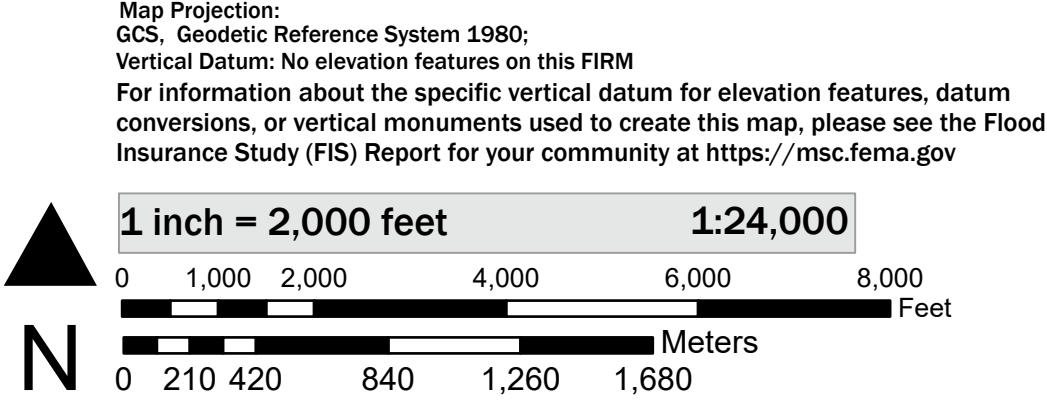 Map Projection:
GCS, Geodetic Reference System 1980;
Vertical Datum: No elevation features on this FIRM
For information about the specific vertical datum for elevation features, datum
conversions, or vertical monuments used to create this map, please see the Flood
Insurance Study (FIS) Report for your community at https://msc.fema.gov
1 inch = 2,000 feet 1:24,000
0 1,000 2,000 4,000 6,000 8,000
Feet
Meters
N
0 210 420 840 1,260 1,680